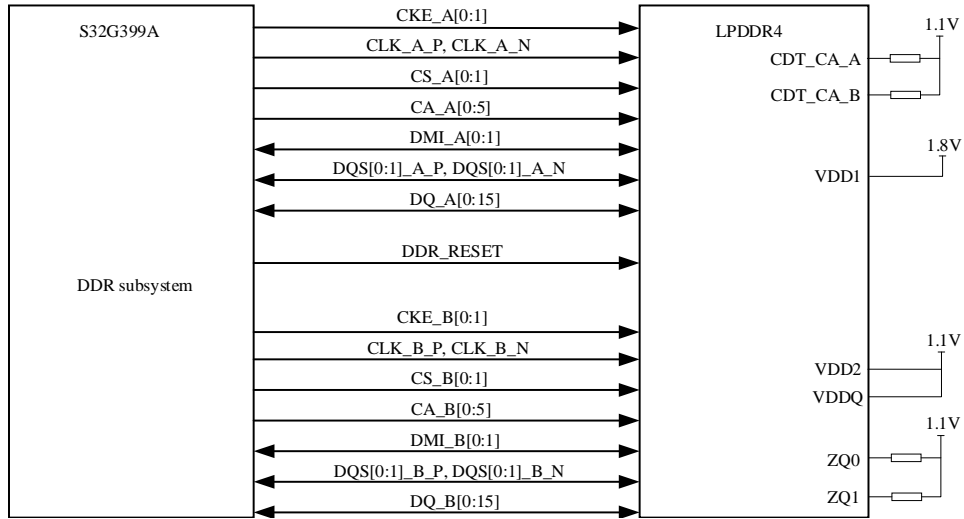 S32G399A
DDR subsystem
CKE_A[0:1]
CLK_A_P, CLK_A_N
CS_A[0:1]
CA_A[0:5]
DMI_A[0:1]
DQS[0:1]_A_P, DQS[0:1]_A_N
DQ_A[0:15]
DDR_RESET
CKE_B[0:1]
CLK_B_P, CLK_B_N
CS_B[0:1]
CA_B[0:5]
DMI_B[0:1]
DQS[0:1]_B_P, DQS[0:1]_B_N
DQ_B[0:15]
LPDDR4
CDT_CA_A
CDT_CA_B
VDD1
VDD2
VDDQ
ZQ0
ZQ1
1.1V
1.8V
1.1V
1.1V